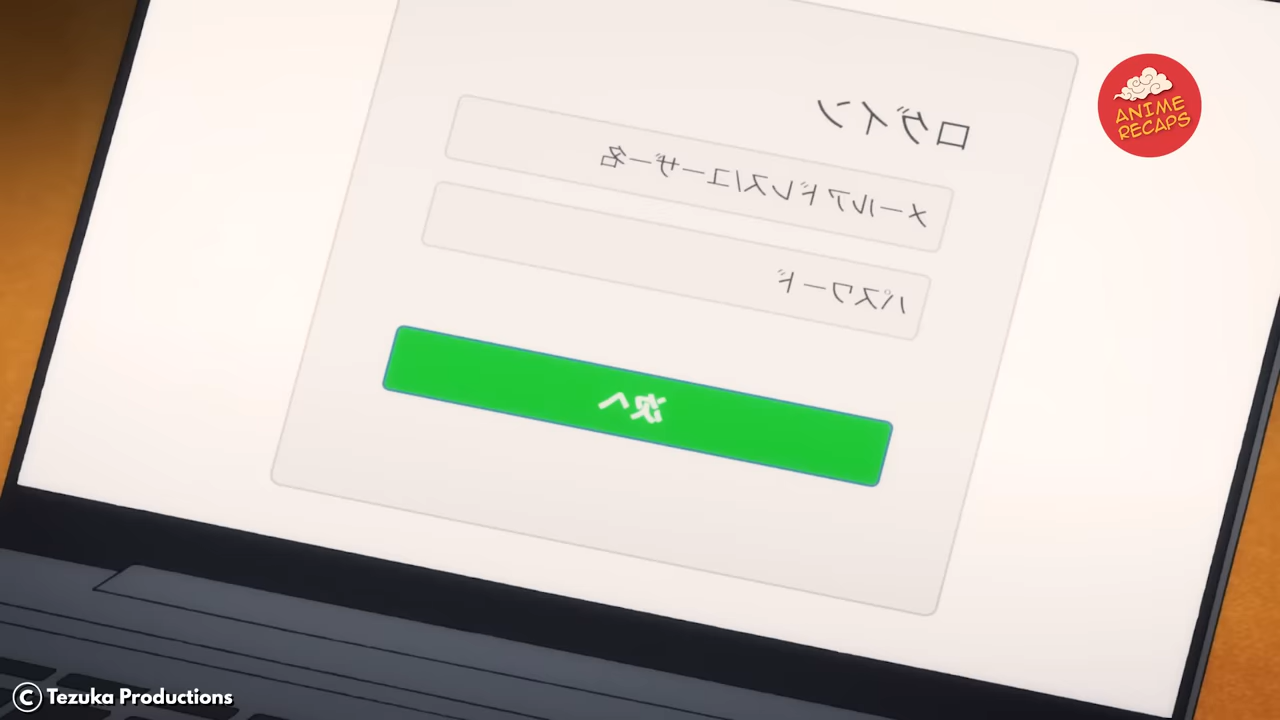 ログイン
メールアドレス/ユーザー名
パスワード
次へ
ANIME
RECAPS
© Tezuka Productions